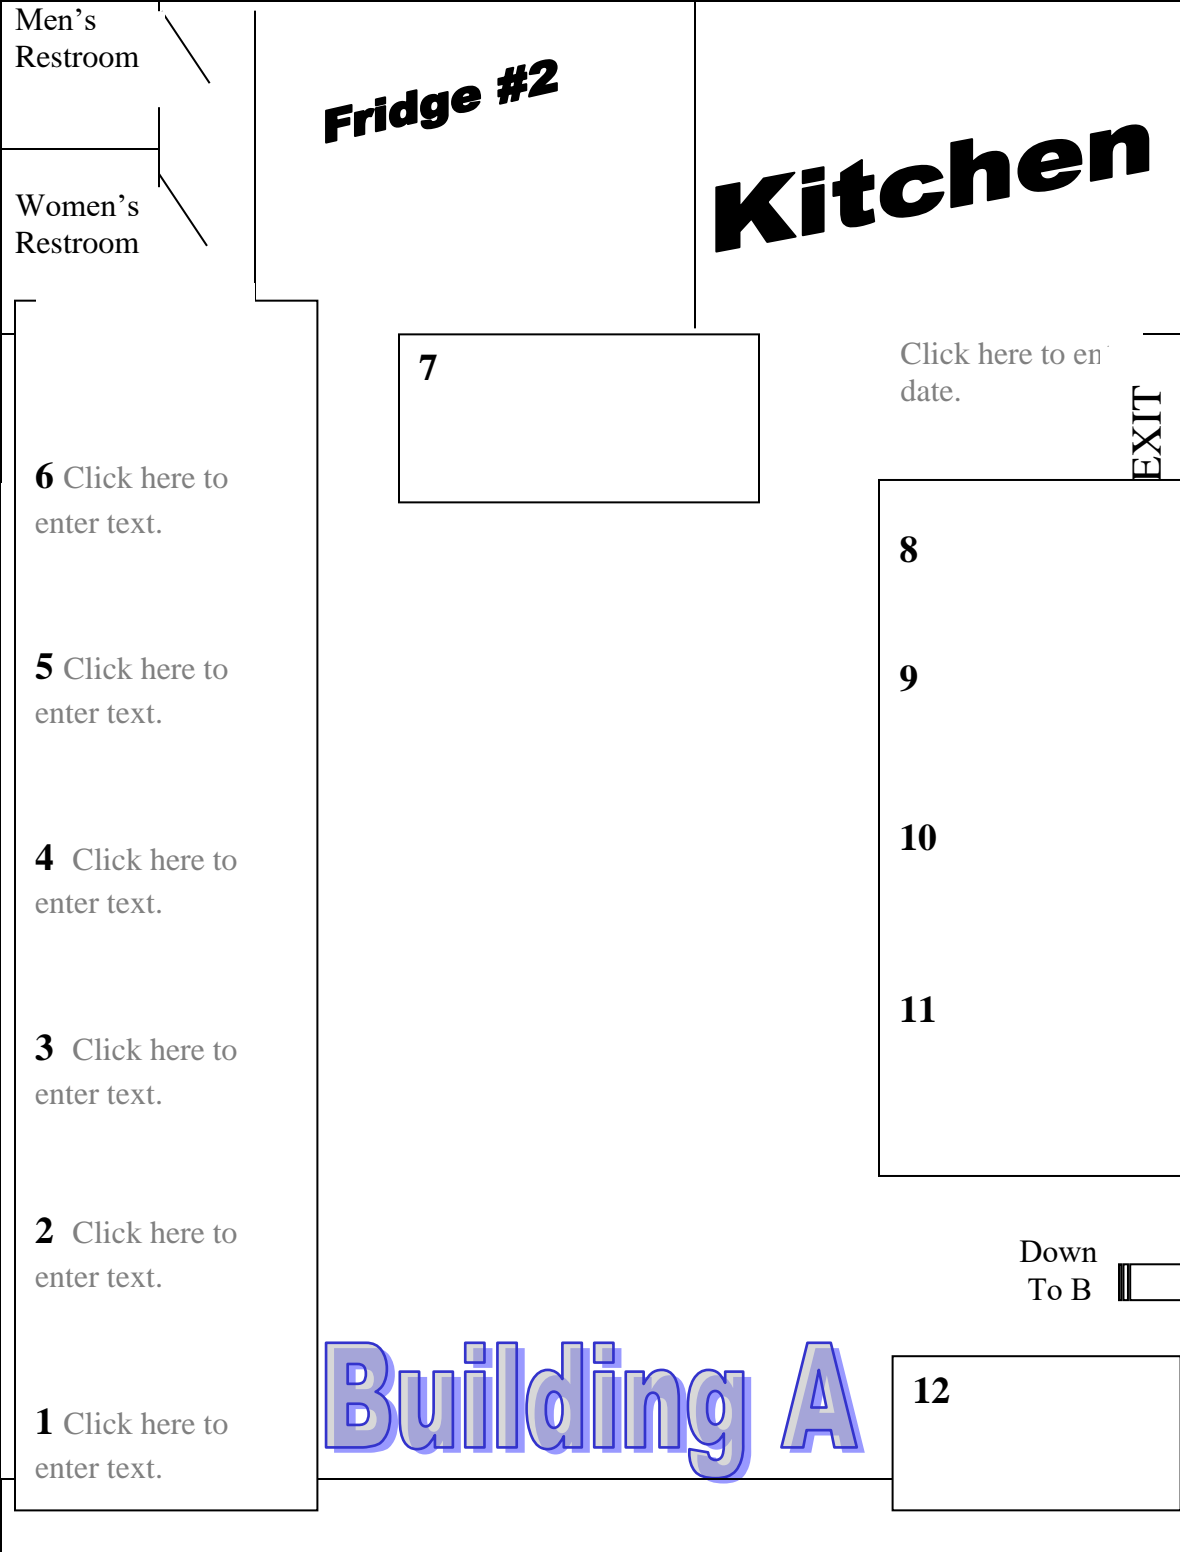 Men’s
Restroom
Fridge #2
Kitchen
Women’s
Restroom
7
Click here to en
date.
EXIT
6 Click here to
enter text.
8
5 Click here to
enter text.
9
4 Click here to
enter text.
10
11
3 Click here to
enter text.
2 Click here to
enter text.
Down
To B
Building A
12
1 Click here to
enter text.